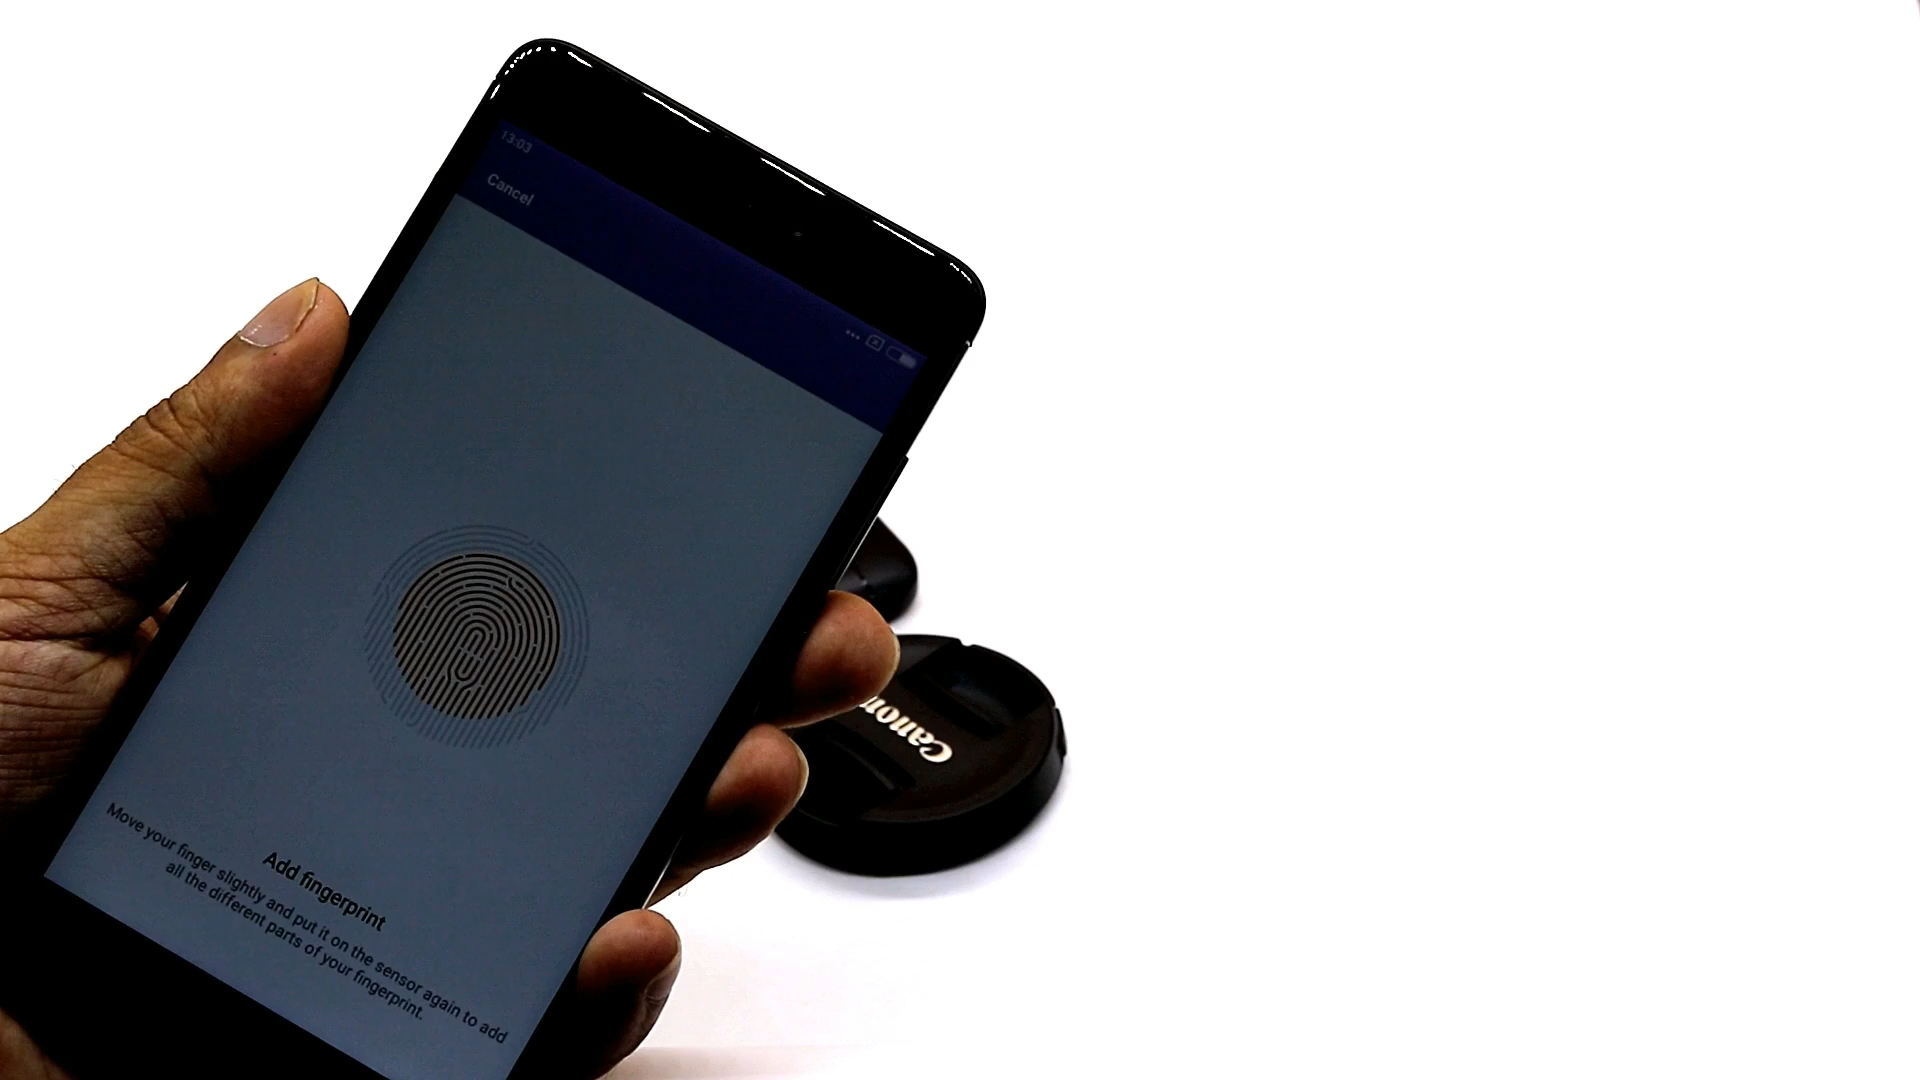 13:03
Cancel
Add fingerprint
Move your finger slightly and put it on the sensor again to add
all the different parts of your fingerprint.
Canon